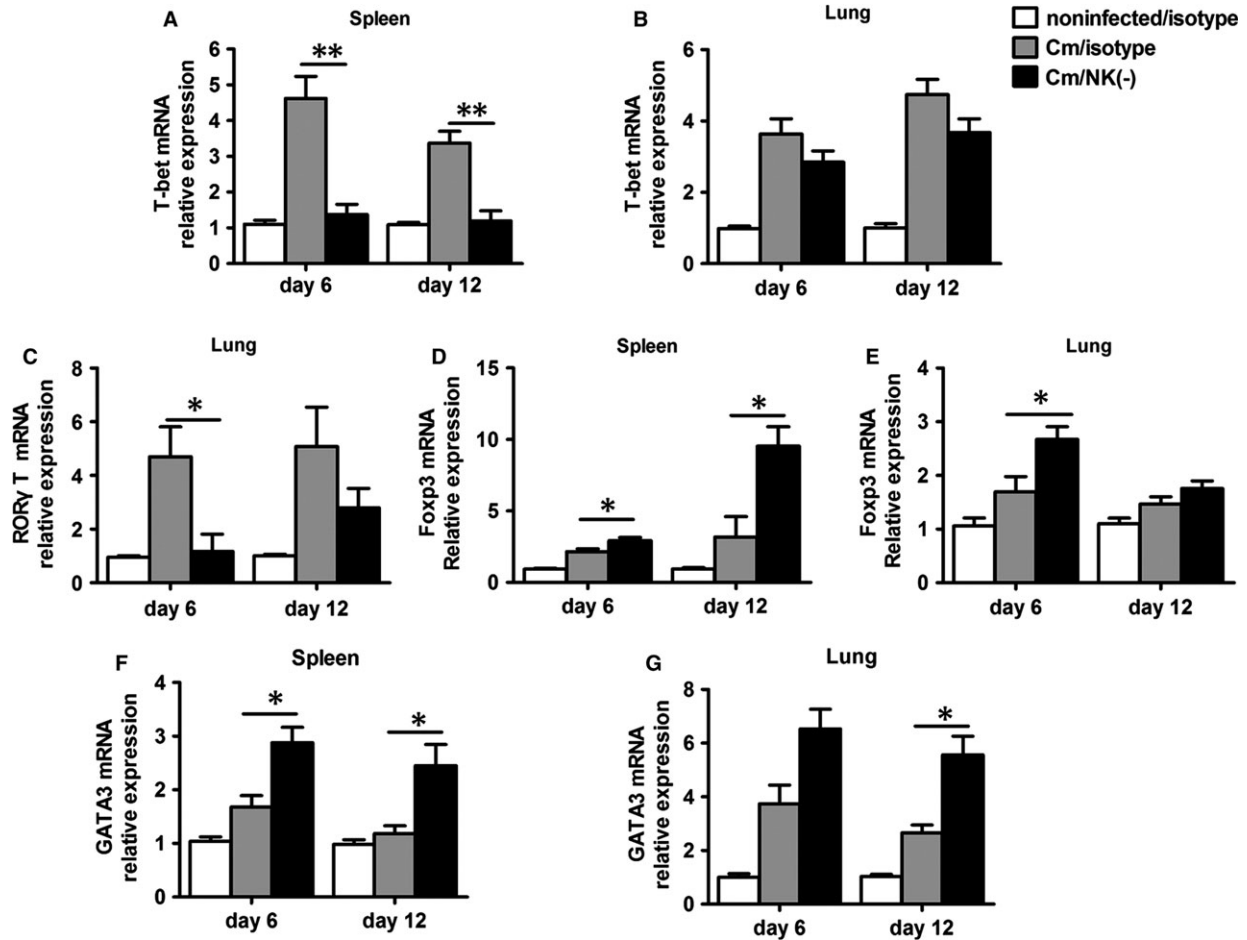 A
Spleen
T-bet mRNA
relative expression
6
5
4
3
2
1
0
**
**
day 6
day 12
B
Lung
T-bet mRNA
relative expression
6
4
2
0
day 6
day 12
noninfected/isotype
Cm/isotype
Cm/NK(-)
C
Lung
RORγ T mRNA
relative expression
8
6
4
2
0
*
day 6
day 12
D
Spleen
Foxp3 mRNA
Relative expression
15
10
5
0
*
*
day 6
day 12
E
Lung
Foxp3 mRNA
Relative expression
4
3
2
1
0
*
day 6
day 12
F
Spleen
GATA3 mRNA
relative expression
4
3
2
1
0
*
*
day 6
day 12
G
Lung
GATA3 mRNA
relative expression
8
6
4
2
0
*
day 6
day 12